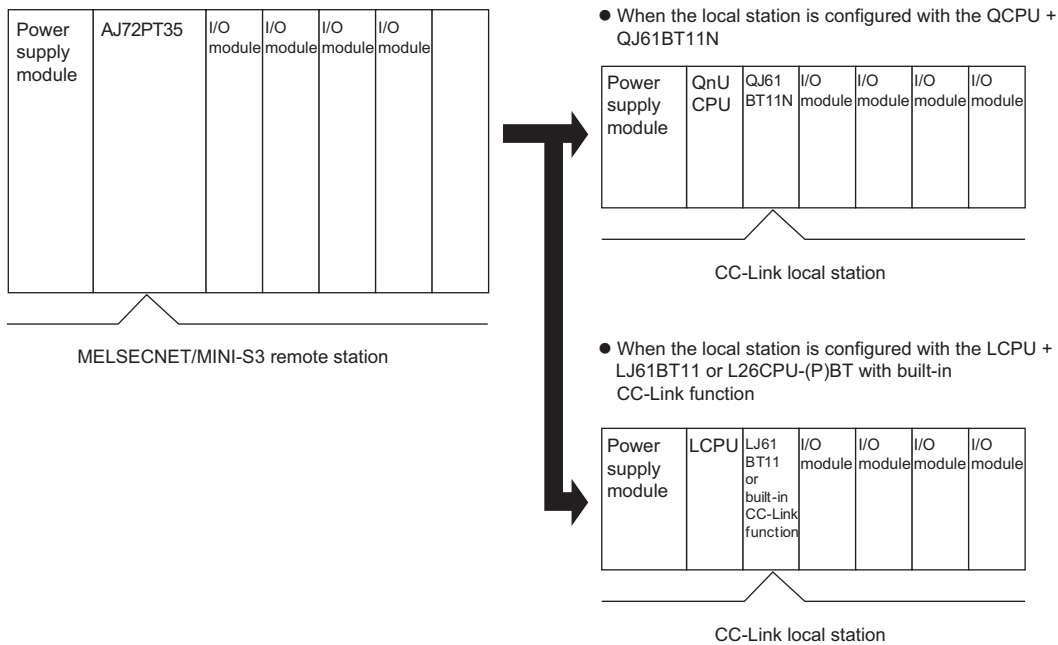 Power supply module
AJ72PT35
I/O module
I/O module
I/O module
I/O module
MELSECNET/MINI-S3 remote station
● When the local station is configured with the QCPU +
QJ61BT11N
Power supply module
QnU CPU
QJ61 BT11N
I/O module
I/O module
I/O module
I/O module
CC-Link local station
● When the local station is configured with the LCPU +
LJ61BT11 or L26CPU-(P)BT with built-in
CC-Link function
Power supply module
LCPU
LJ61 BT11 or built-in CC-Link function
I/O module
I/O module
I/O module
I/O module
CC-Link local station